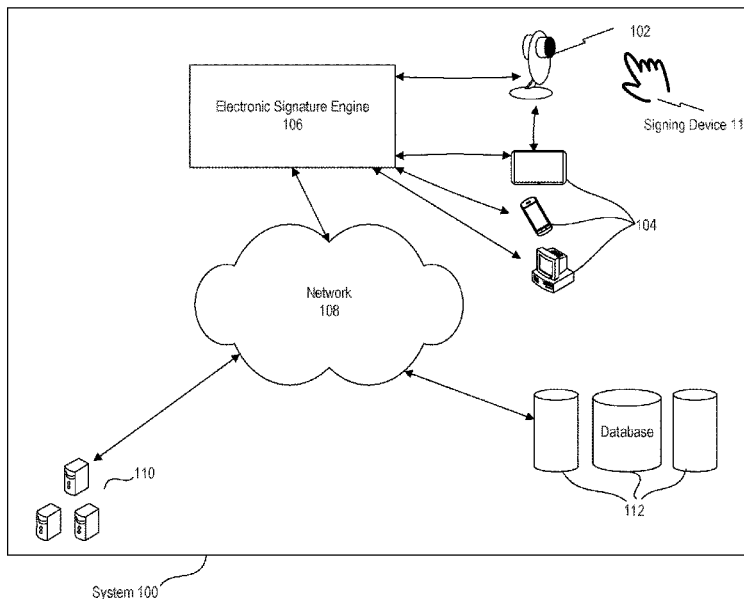 102
Electronic Signature Engine
106
Signing Device 11
104
Network
108
Database
110
112
System 100